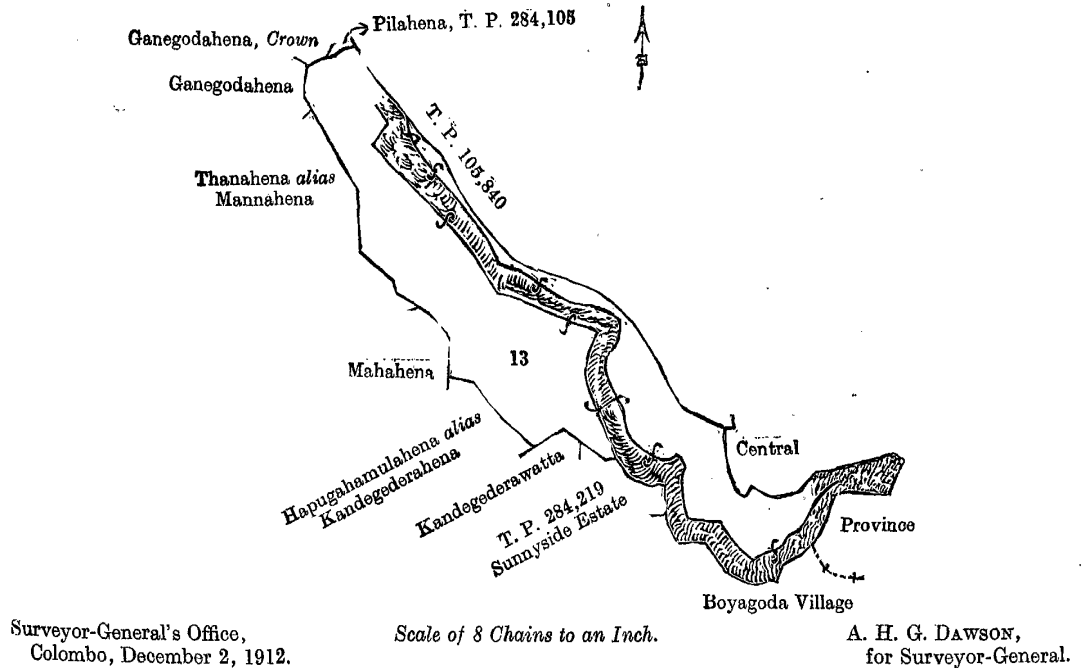 Pilahena, T. P. 284,105
Ganegodahena, Crown
Ganegodahena
T. P. 105,840
Thanahena alias
Mannahena
13
Mahahena
Hapugahamulahena alias
Kandegederahena
Kandegederawatta
T. P. 284,219
Sunnyside Estate
Central
Province
Boyagoda Village
Surveyor-General's Office,
Colombo, December 2, 1912.
Scale of 8 Chains to an Inch.
A. H. G. DAWSON,
for Surveyor-General.